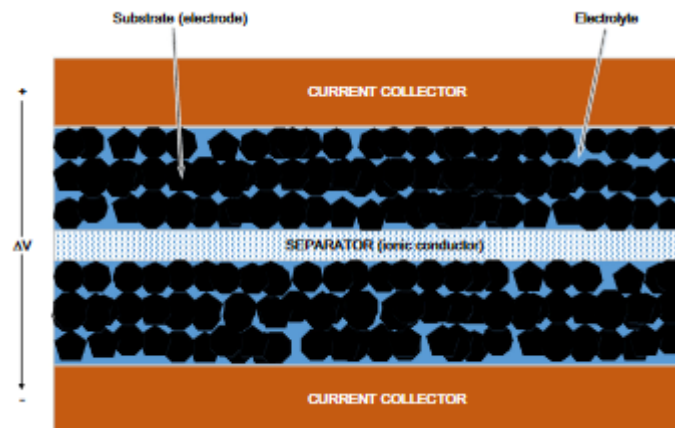 Substrate (electrode)
Electrolyte
+
CURRENT COLLECTOR
ΔV
SEPARATOR (ionic conductor)
-
CURRENT COLLECTOR